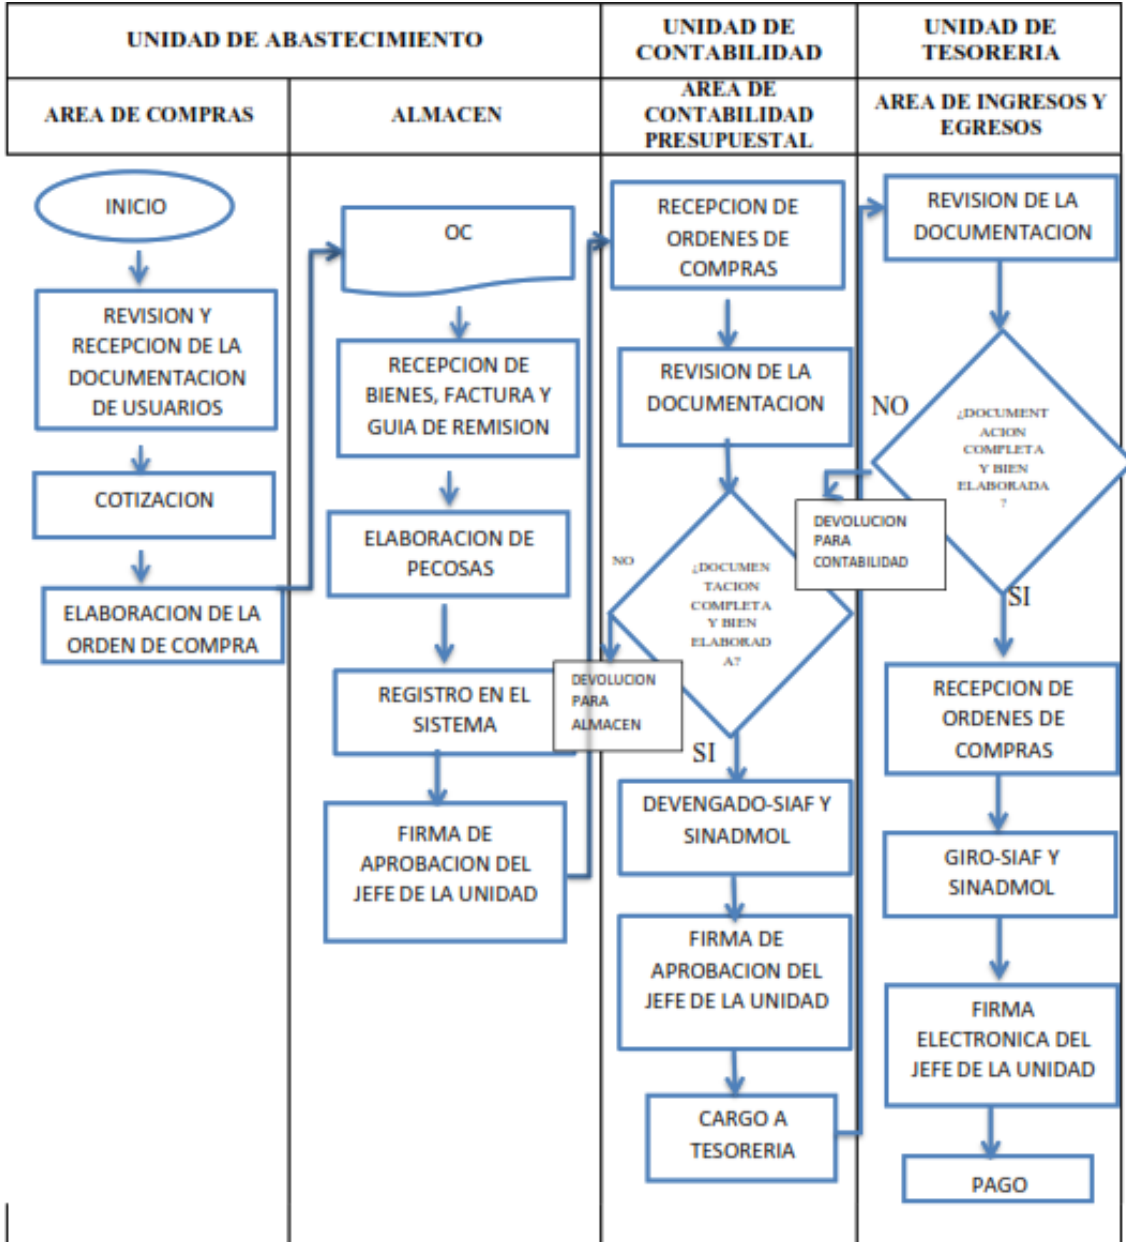 UNIDAD DE ABASTECIMIENTO
UNIDAD DE
CONTABILIDAD
UNIDAD DE
TESORERIA
AREA DE COMPRAS
ALMACEN
AREA DE
CONTABILIDAD
PRESUPUESTAL
AREA DE INGRESOS Y
EGRESOS
INICIO
REVISION Y
RECEPCION DE LA
DOCUMENTACION
DE USUARIOS
COTIZACION
ELABORACION DE LA
ORDEN DE COMPRA
OC
RECEPCION DE
BIENES, FACTURA Y
GUIA DE REMISION
ELABORACION DE
PECOSAS
REGISTRO EN EL
SISTEMA
FIRMA DE
APROBACION DEL
JEFE DE LA UNIDAD
RECEPCION DE
ORDENES DE
COMPRAS
REVISION DE LA
DOCUMENTACION
NO
¿DOCUMEN
TACION
COMPLETA
Y BIEN
ELABORAD
A?
DEVOLUCION
PARA
ALMACEN
SI
DEVENGADO-SIAF Y
SINADMOL
FIRMA DE
APROBACION DEL
JEFE DE LA UNIDAD
CARGO A
TESORERIA
REVISION DE LA
DOCUMENTACION
NO
¿DOCUMENT
ACION
COMPLETA
Y BIEN
ELABORADA
?
DEVOLUCION
PARA
CONTABILIDAD
SI
RECEPCION DE
ORDENES DE
COMPRAS
GIRO-SIAF Y
SINADMOL
FIRMA
ELECTRONICA DEL
JEFE DE LA UNIDAD
PAGO